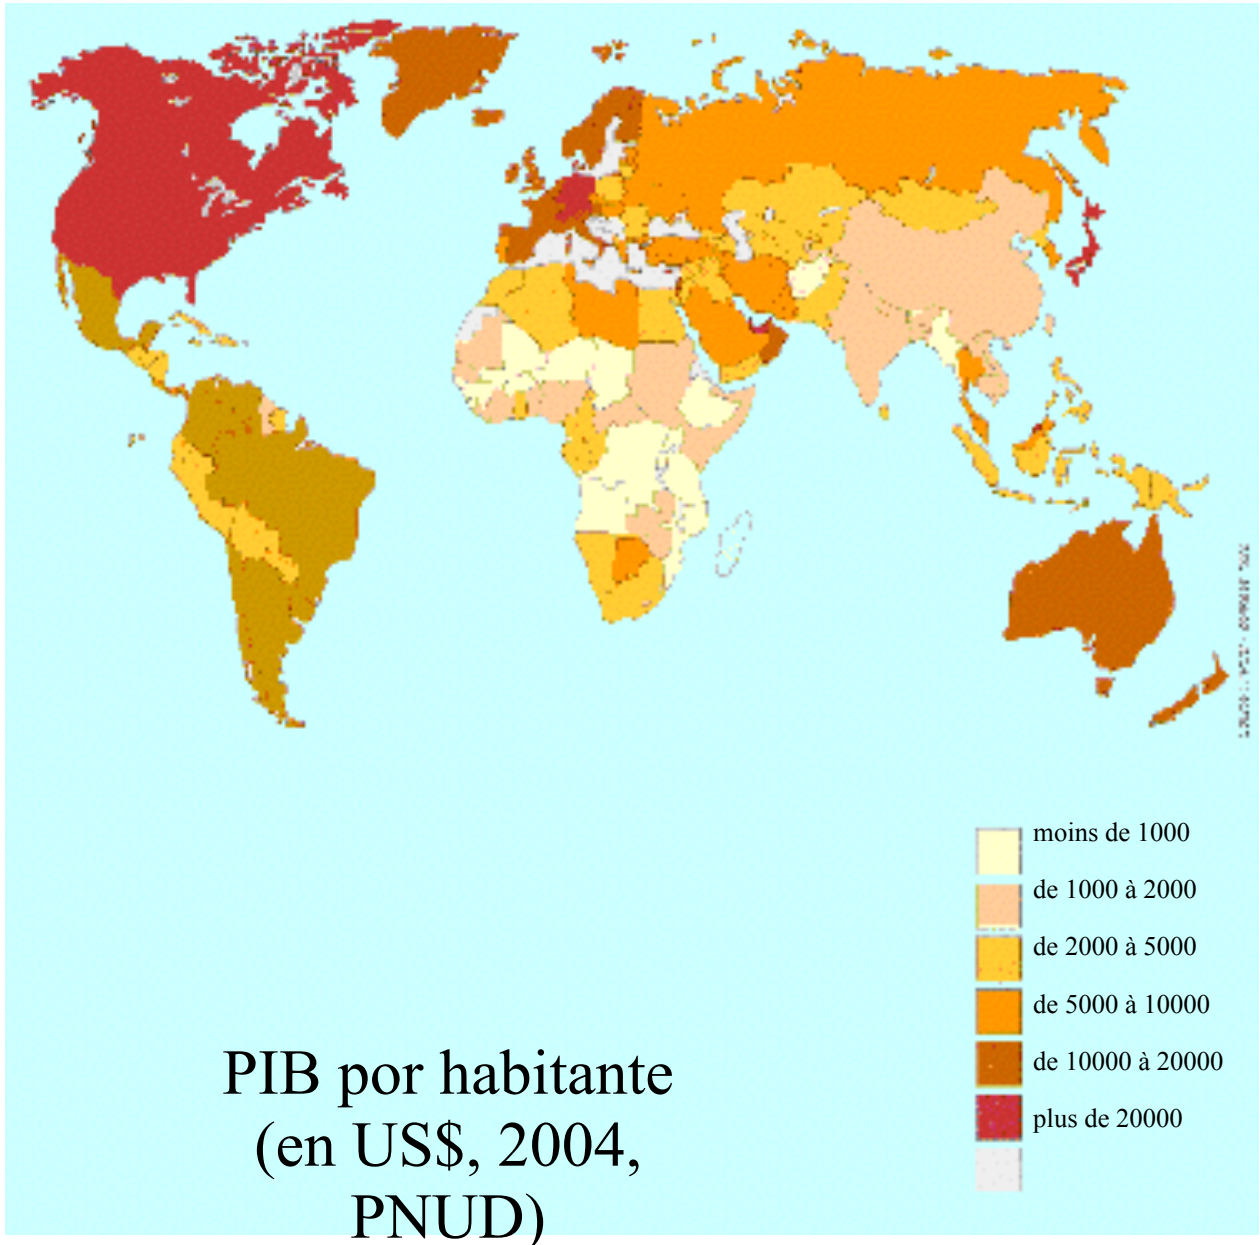 moins de 1000
de 1000 à 2000
de 2000 à 5000
de 5000 à 10000
de 10000 à 20000
plus de 20000
PIB por habitante
(en US$, 2004,
PNUD)